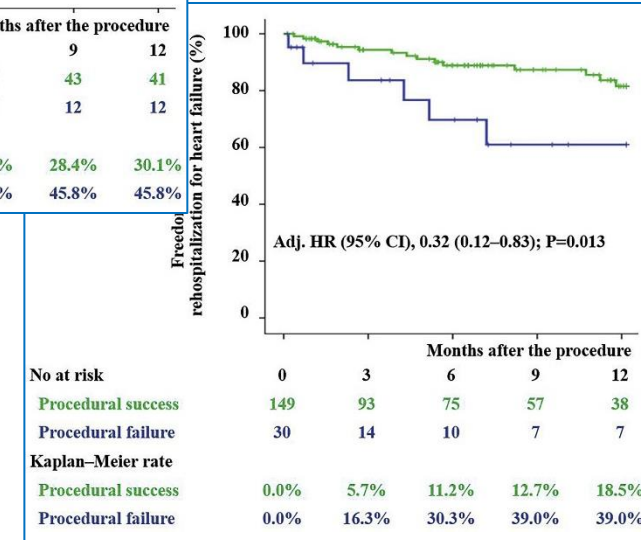 ths after the procedure
9 12
43 41
12 12
% 28.4% 30.1%
% 45.8% 45.8%
Freedo
rehospitalization for heart failure (%)
100
80
60
40
20
0
Adj. HR (95% CI), 0.32 (0.12–0.83); P=0.013
Months after the procedure
No at risk 0 3 6 9 12
Procedural success 149 93 75 57 38
Procedural failure 30 14 10 7 7
Kaplan–Meier rate
Procedural success 0.0% 5.7% 11.2% 12.7% 18.5%
Procedural failure 0.0% 16.3% 30.3% 39.0% 39.0%